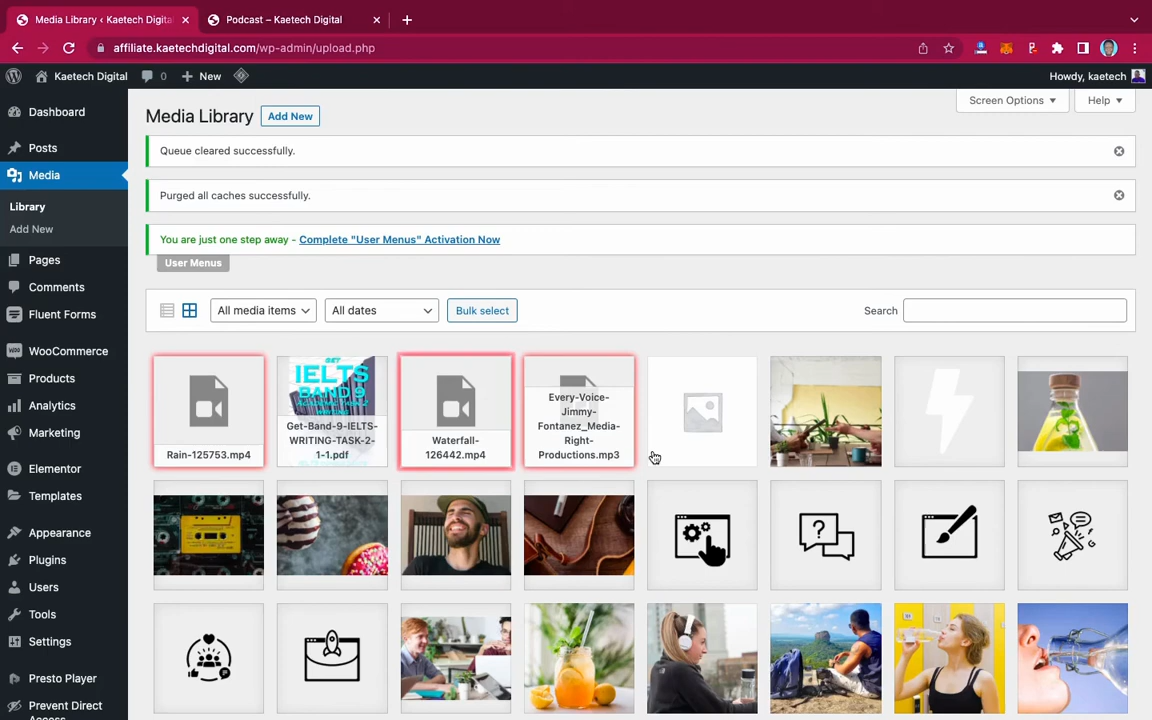 Media Library ‹ Kaetech Digital
Podcast – Kaetech Digital
affiliate.kaetechdigital.com/wp-admin/upload.php
Kaetech Digital
0
New
Howdy, kaetech
Dashboard
Posts
Media
Library
Add New
Pages
Comments
Fluent Forms
WooCommerce
Products
Analytics
Marketing
Elementor
Templates
Appearance
Plugins
Users
Tools
Settings
Presto Player
Prevent Direct
Access
Screen Options
Help
Media Library
Add New
Queue cleared successfully.
Purged all caches successfully.
You are just one step away - Complete "User Menus" Activation Now
User Menus
All media items
All dates
Bulk select
Search
Rain-125753.mp4
GET
IELTS
BAND 9
Get-Band-9-IELTS-
WRITING-TASK-2-
1-1.pdf
Waterfall-
126442.mp4
Every-Voice-
Jimmy-
Fontanez_Media-
Right-
Productions.mp3